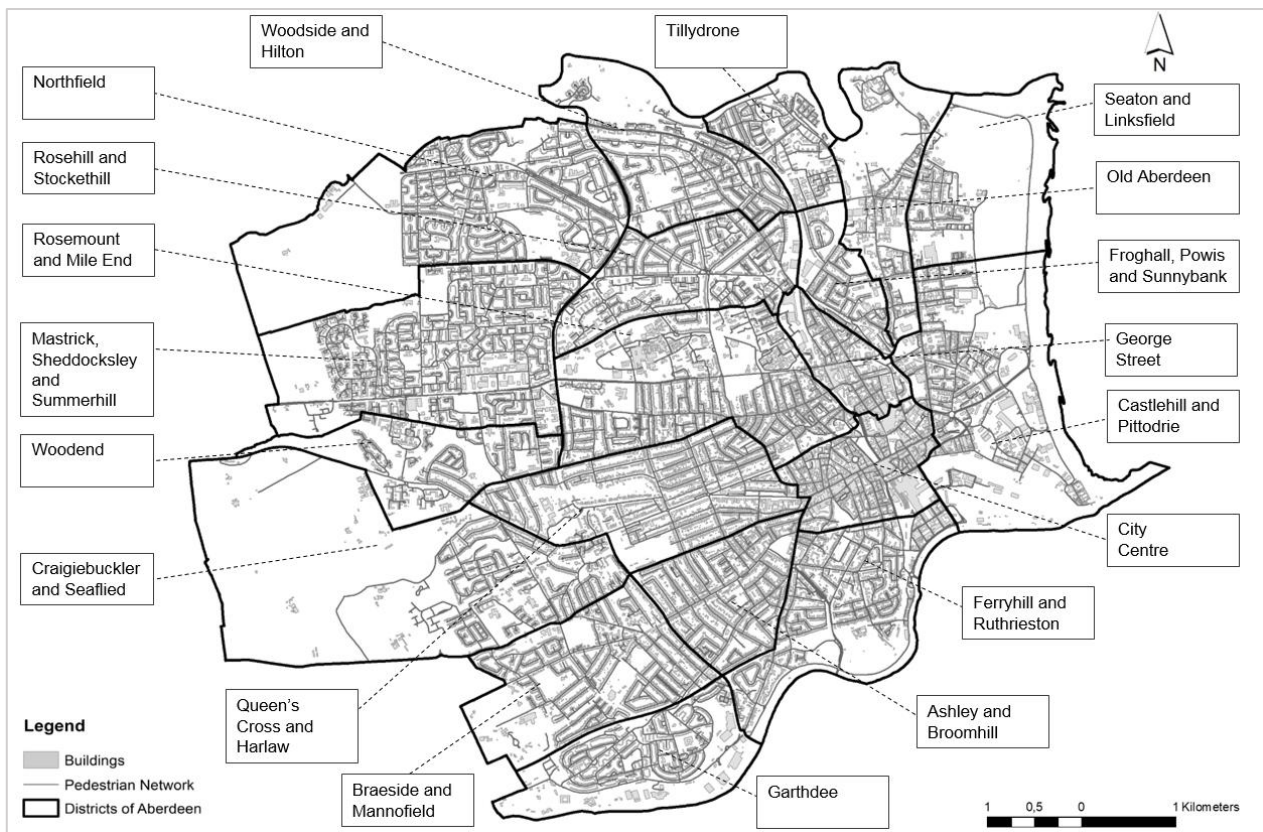 Woodside and
Hilton
Tillydrone
N
Northfield
Seaton and
Linksfield
Rosehill and
Stockethill
Old Aberdeen
Rosemount
and Mile End
Froghall, Powis
and Sunnybank
Mastrick,
Sheddocksley
and
Summerhill
George
Street
Castlehill and
Pittodrie
Woodend
City
Centre
Craigiebuckler
and Seaflied
Ferryhill and
Ruthrieston
Queen's
Cross and
Harlaw
Ashley and
Broomhill
Braeside and
Mannofield
Garthdee
Legend
Buildings
Pedestrian Network
Districts of Aberdeen
1 0,5 0 1 Kilometers